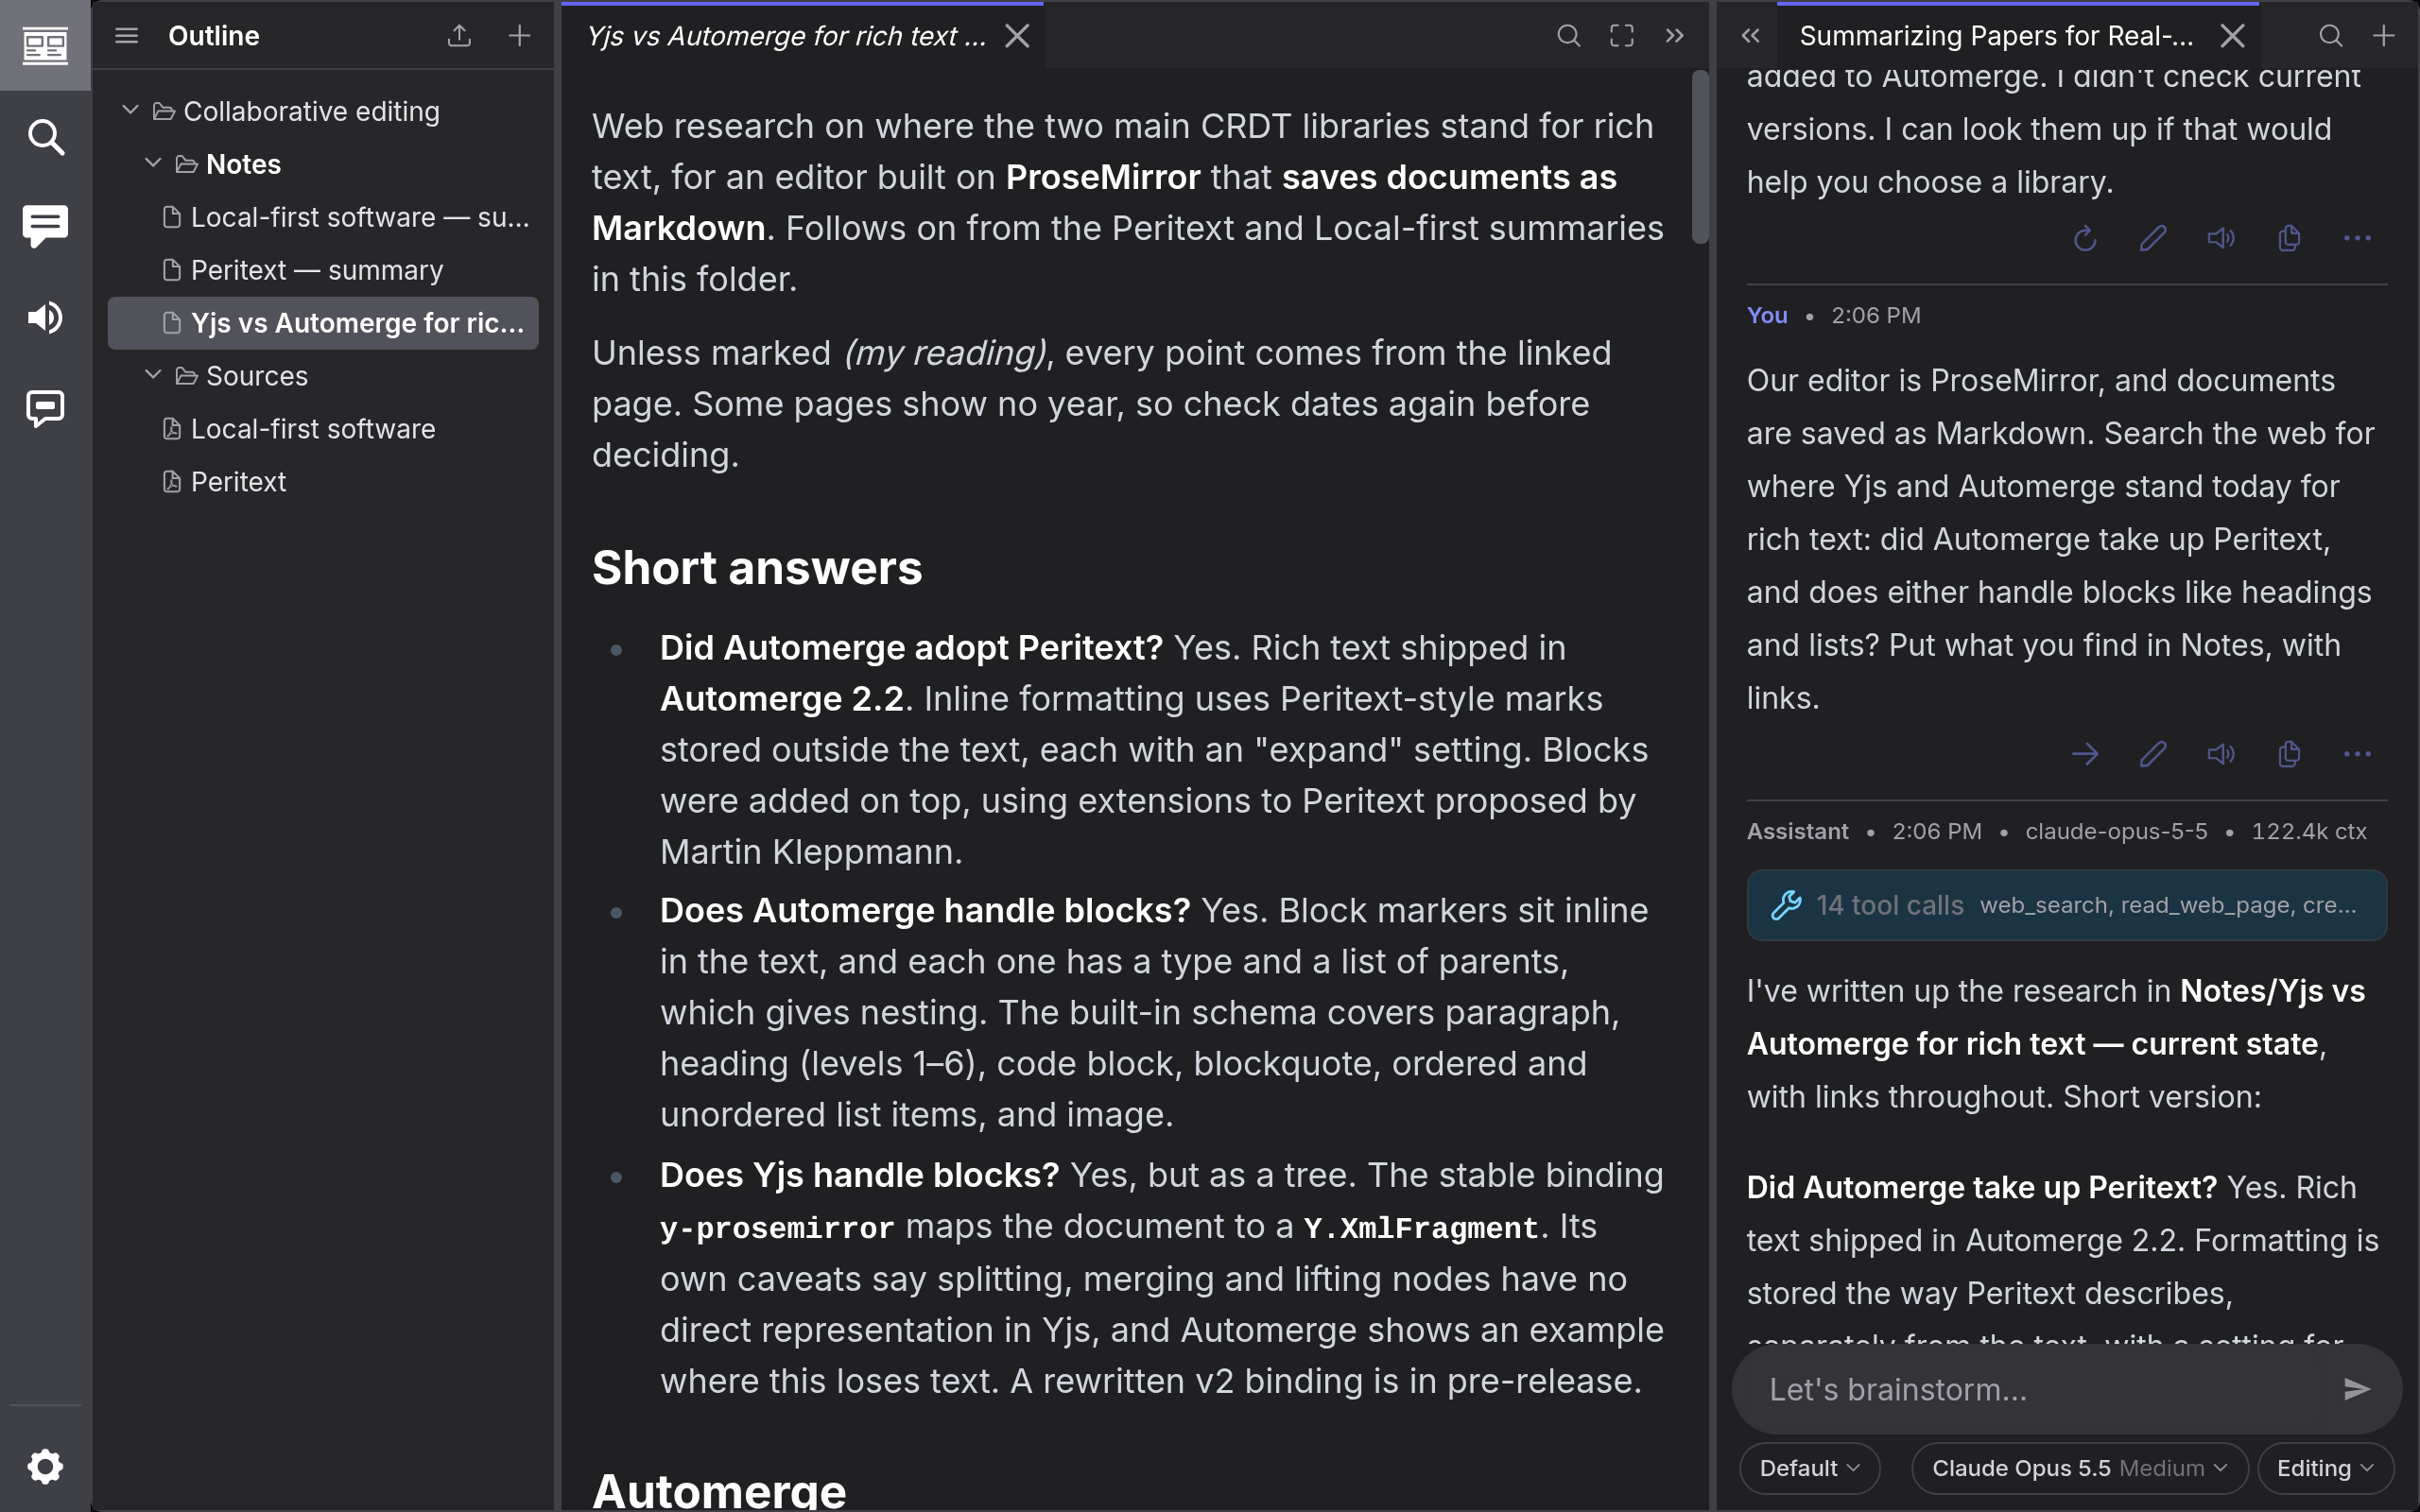 Outline
Collaborative editing
Notes
Local-first software — su...
Peritext — summary
Yjs vs Automerge for ric...
Sources
Local-first software
Peritext
Yjs vs Automerge for rich text ...
Web research on where the two main CRDT libraries stand for rich
text, for an editor built on ProseMirror that saves documents as
Markdown. Follows on from the Peritext and Local-first summaries
in this folder.
Unless marked (my reading), every point comes from the linked
page. Some pages show no year, so check dates again before
deciding.
Short answers
Did Automerge adopt Peritext? Yes. Rich text shipped in
Automerge 2.2. Inline formatting uses Peritext-style marks
stored outside the text, each with an "expand" setting. Blocks
were added on top, using extensions to Peritext proposed by
Martin Kleppmann.
Does Automerge handle blocks? Yes. Block markers sit inline
in the text, and each one has a type and a list of parents,
which gives nesting. The built-in schema covers paragraph,
heading (levels 1–6), code block, blockquote, ordered and
unordered list items, and image.
Does Yjs handle blocks? Yes, but as a tree. The stable binding
y-prosemirror maps the document to a Y.XmlFragment. Its
own caveats say splitting, merging and lifting nodes have no
direct representation in Yjs, and Automerge shows an example
where this loses text. A rewritten v2 binding is in pre-release.
Automerge
Summarizing Papers for Real-...
added to Automerge. I didn't check current
versions. I can look them up if that would
help you choose a library.
You • 2:06 PM
Our editor is ProseMirror, and documents
are saved as Markdown. Search the web for
where Yjs and Automerge stand today for
rich text: did Automerge take up Peritext,
and does either handle blocks like headings
and lists? Put what you find in Notes, with
links.
Assistant • 2:06 PM • claude-opus-5-5 • 122.4k ctx
14 tool calls web_search, read_web_page, cre...
I've written up the research in Notes/Yjs vs
Automerge for rich text — current state,
with links throughout. Short version:
Did Automerge take up Peritext? Yes. Rich
text shipped in Automerge 2.2. Formatting is
stored the way Peritext describes,
separately from the text, with a setting for
Let's brainstorm...
Default
Claude Opus 5.5 Medium
Editing